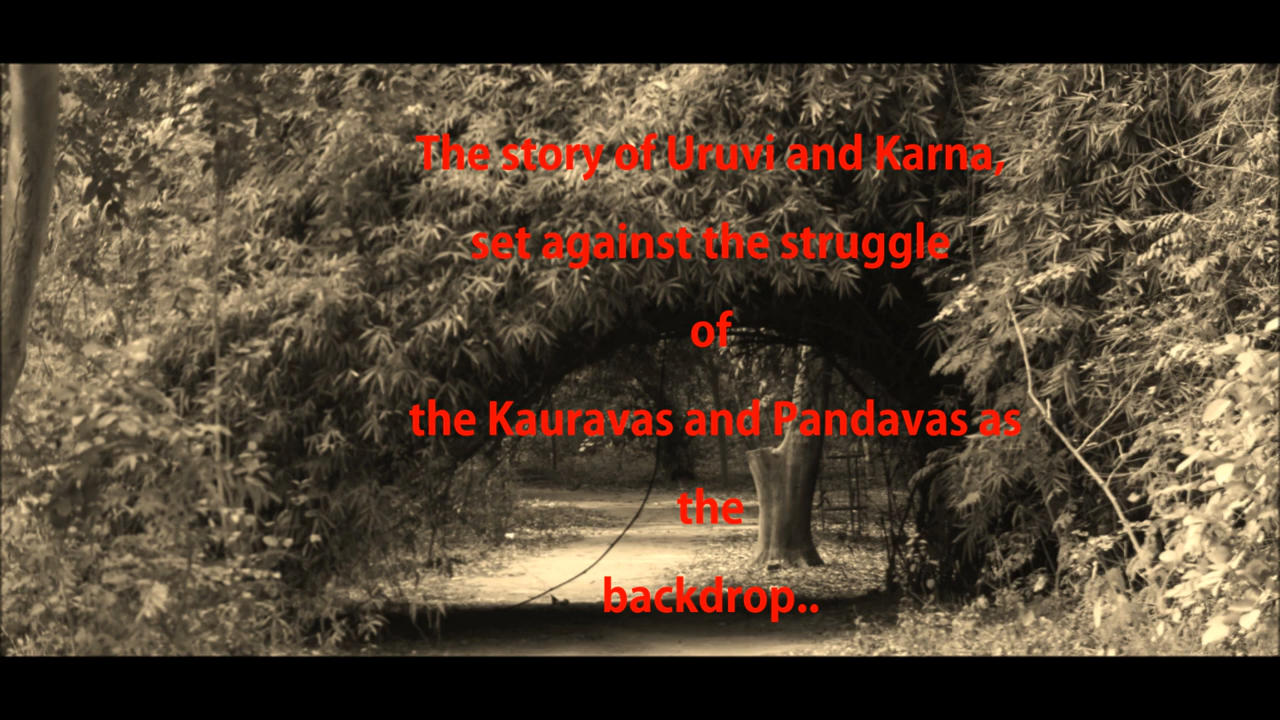 The story of Uruvi and Karna,
set against the struggle
of
the Kauravas and Pandavas as
the
backdrop..